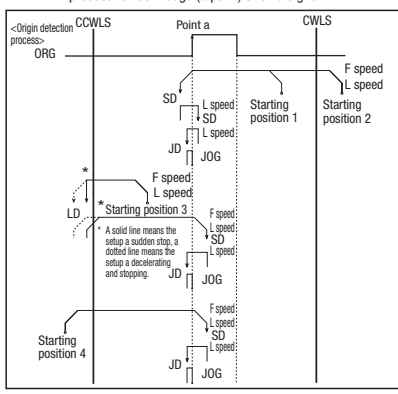 <Origin detection
process>
CCWLS
Point a
CWLS
ORG
F speed
L speed
SD
L speed
SD
Starting
position 1
Starting
position 2
L speed
JD
JOG
*
F speed
L speed
LD
*
Starting position 3
* A solid line means the
setup a sudden stop, a
dotted line means the
setup a decelerating
and stopping.
F speed
L speed
SD
L speed
JD
JOG
F speed
L speed
SD
Starting
position 4
L speed
JD
JOG